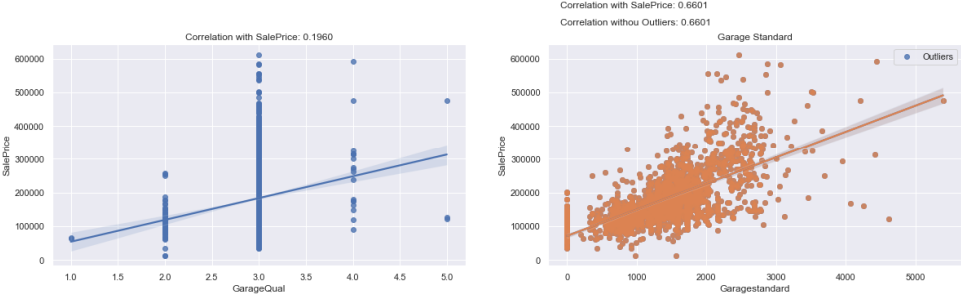 Correlation with SalePrice: 0.6601
Correlation withou Outliers: 0.6601
Correlation with SalePrice: 0.1960
600000
500000
400000
300000
200000
100000
0
SalePrice
1.0 1.5 2.0 2.5 3.0 3.5 4.0 4.5 5.0
GarageQual
Garage Standard
Outliers
600000
500000
400000
300000
200000
100000
0
SalePrice
0 1000 2000 3000 4000 5000
Garagestandard